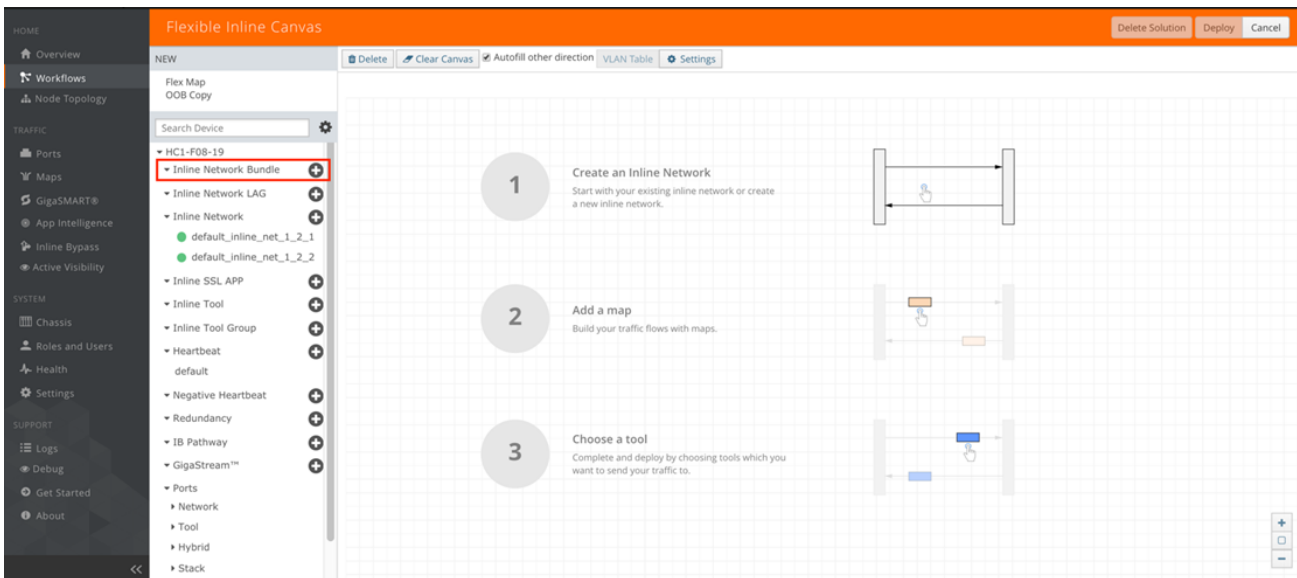 HOME
Overview
Workflows
Node Topology
TRAFFIC
Ports
Maps
GigaSMART®
App Intelligence
Inline Bypass
Active Visibility
SYSTEM
Chassis
Roles and Users
Health
Settings
SUPPORT
Logs
Debug
Get Started
About
<<
Flexible Inline Canvas
Delete Solution
Deploy
Cancel
NEW
Flex Map
OOB Copy
Search Device
HC1-F08-19
Inline Network Bundle
Inline Network LAG
Inline Network
default_inline_net_1_2_1
default_inline_net_1_2_2
Inline SSL APP
Inline Tool
Inline Tool Group
Heartbeat
default
Negative Heartbeat
Redundancy
IB Pathway
GigaStream™
Ports
Network
Tool
Hybrid
Stack
Delete
Clear Canvas
Autofill other direction
VLAN Table
Settings
1
Create an Inline Network
Start with your existing inline network or create
a new inline network.
2
Add a map
Build your traffic flows with maps.
3
Choose a tool
Complete and deploy by choosing tools which you
want to send your traffic to.